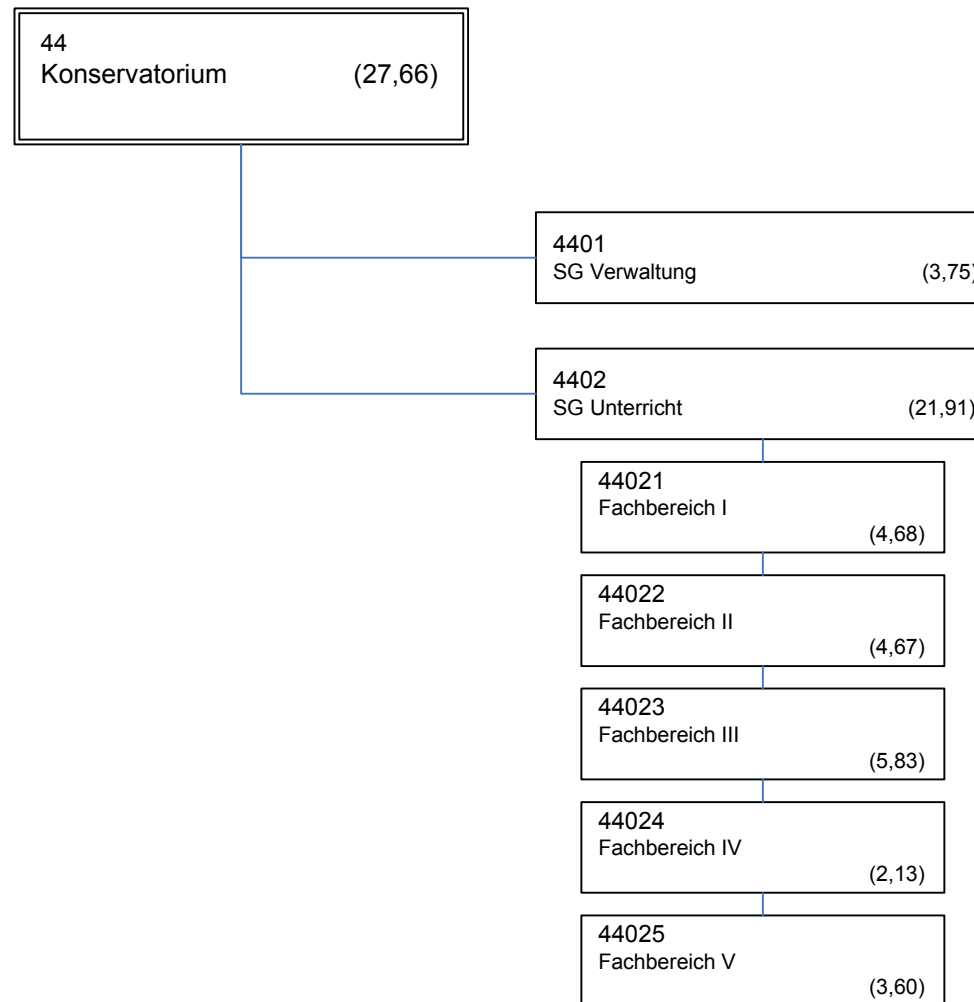 44
Konservatorium (27,66)
4401
SG Verwaltung (3,75)
4402
SG Unterricht (21,91)
44021
Fachbereich I
(4,68)
44022
Fachbereich II
(4,67)
44023
Fachbereich III
(5,83)
44024
Fachbereich IV
(2,13)
44025
Fachbereich V
(3,60)